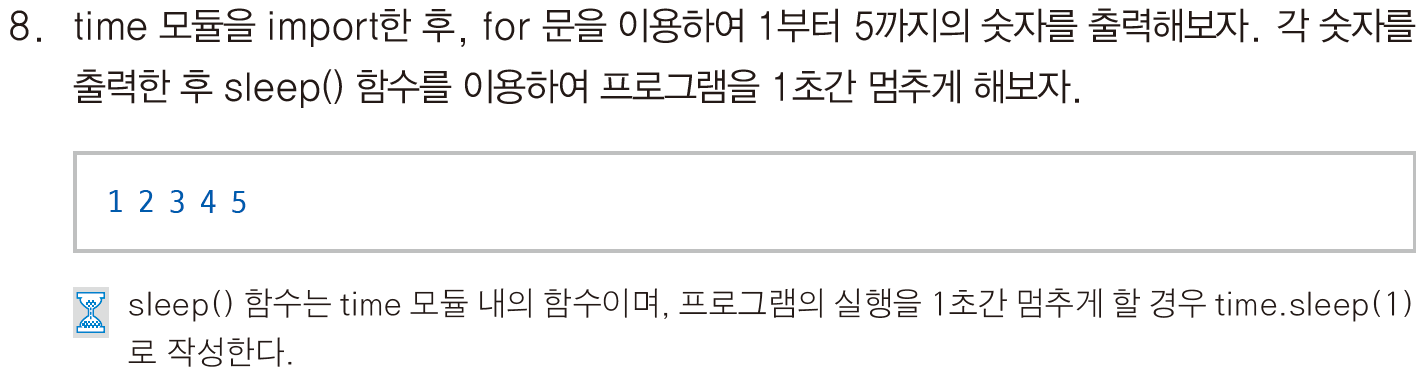 8. time 모듈을 import한 후, for 문을 이용하여 1부터 5까지의 숫자를 출력해보자. 각 숫자를
출력한 후 sleep() 함수를 이용하여 프로그램을 1초간 멈추게 해보자.
1 2 3 4 5
sleep() 함수는 time 모듈 내의 함수이며, 프로그램의 실행을 1초간 멈추게 할 경우 time.sleep(1)
로 작성한다.